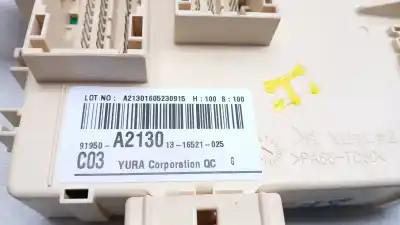 LOT NO : A21301605230915 H : 100 S : 100
91950- A2130 13-16521-025
C03 YURA Corporation QC G